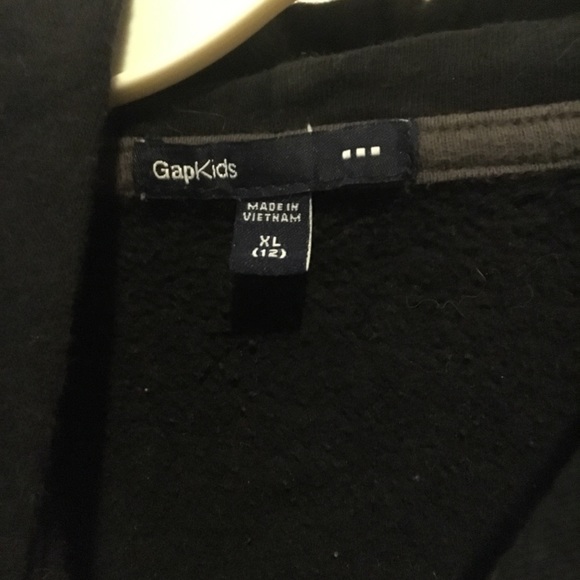 GapKids
MADE IN
VIETNAM
XL
(12)